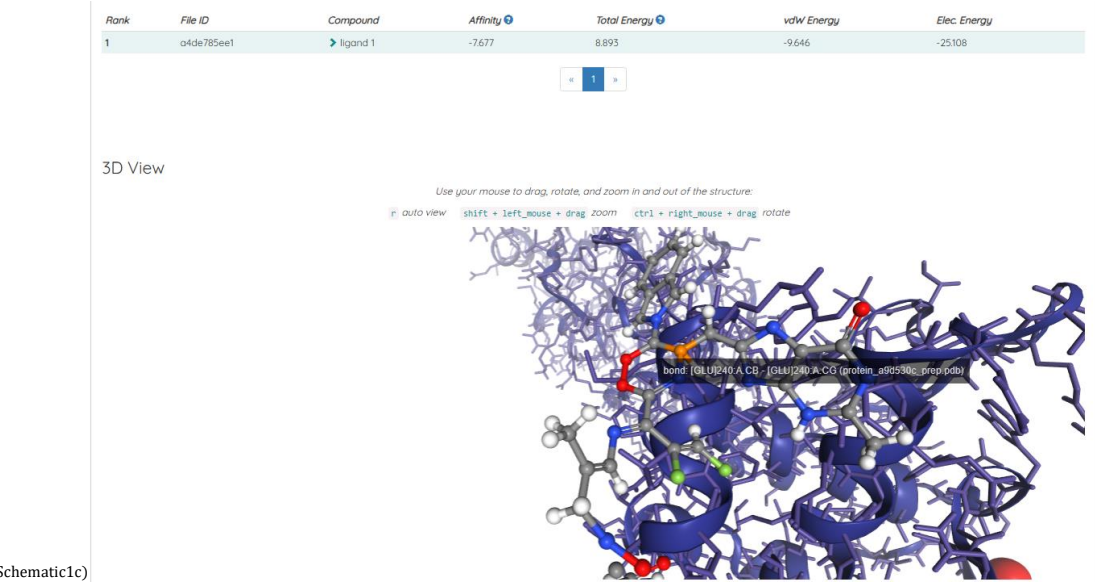 Rank File ID Compound Affinity Total Energy vdW Energy Elec. Energy
1 a4de785ee1 ligand 1 -7.677 8.893 -9.646 -25.108
« 1 »
3D View
Use your mouse to drag, rotate, and zoom in and out of the structure:
r auto view shift + left_mouse + drag zoom ctrl + right_mouse + drag rotate
bond: [GLU]240:A.CB - [GLU]240:A.CG (protein_a9d530c_prep.pdb)
Schematic1c)